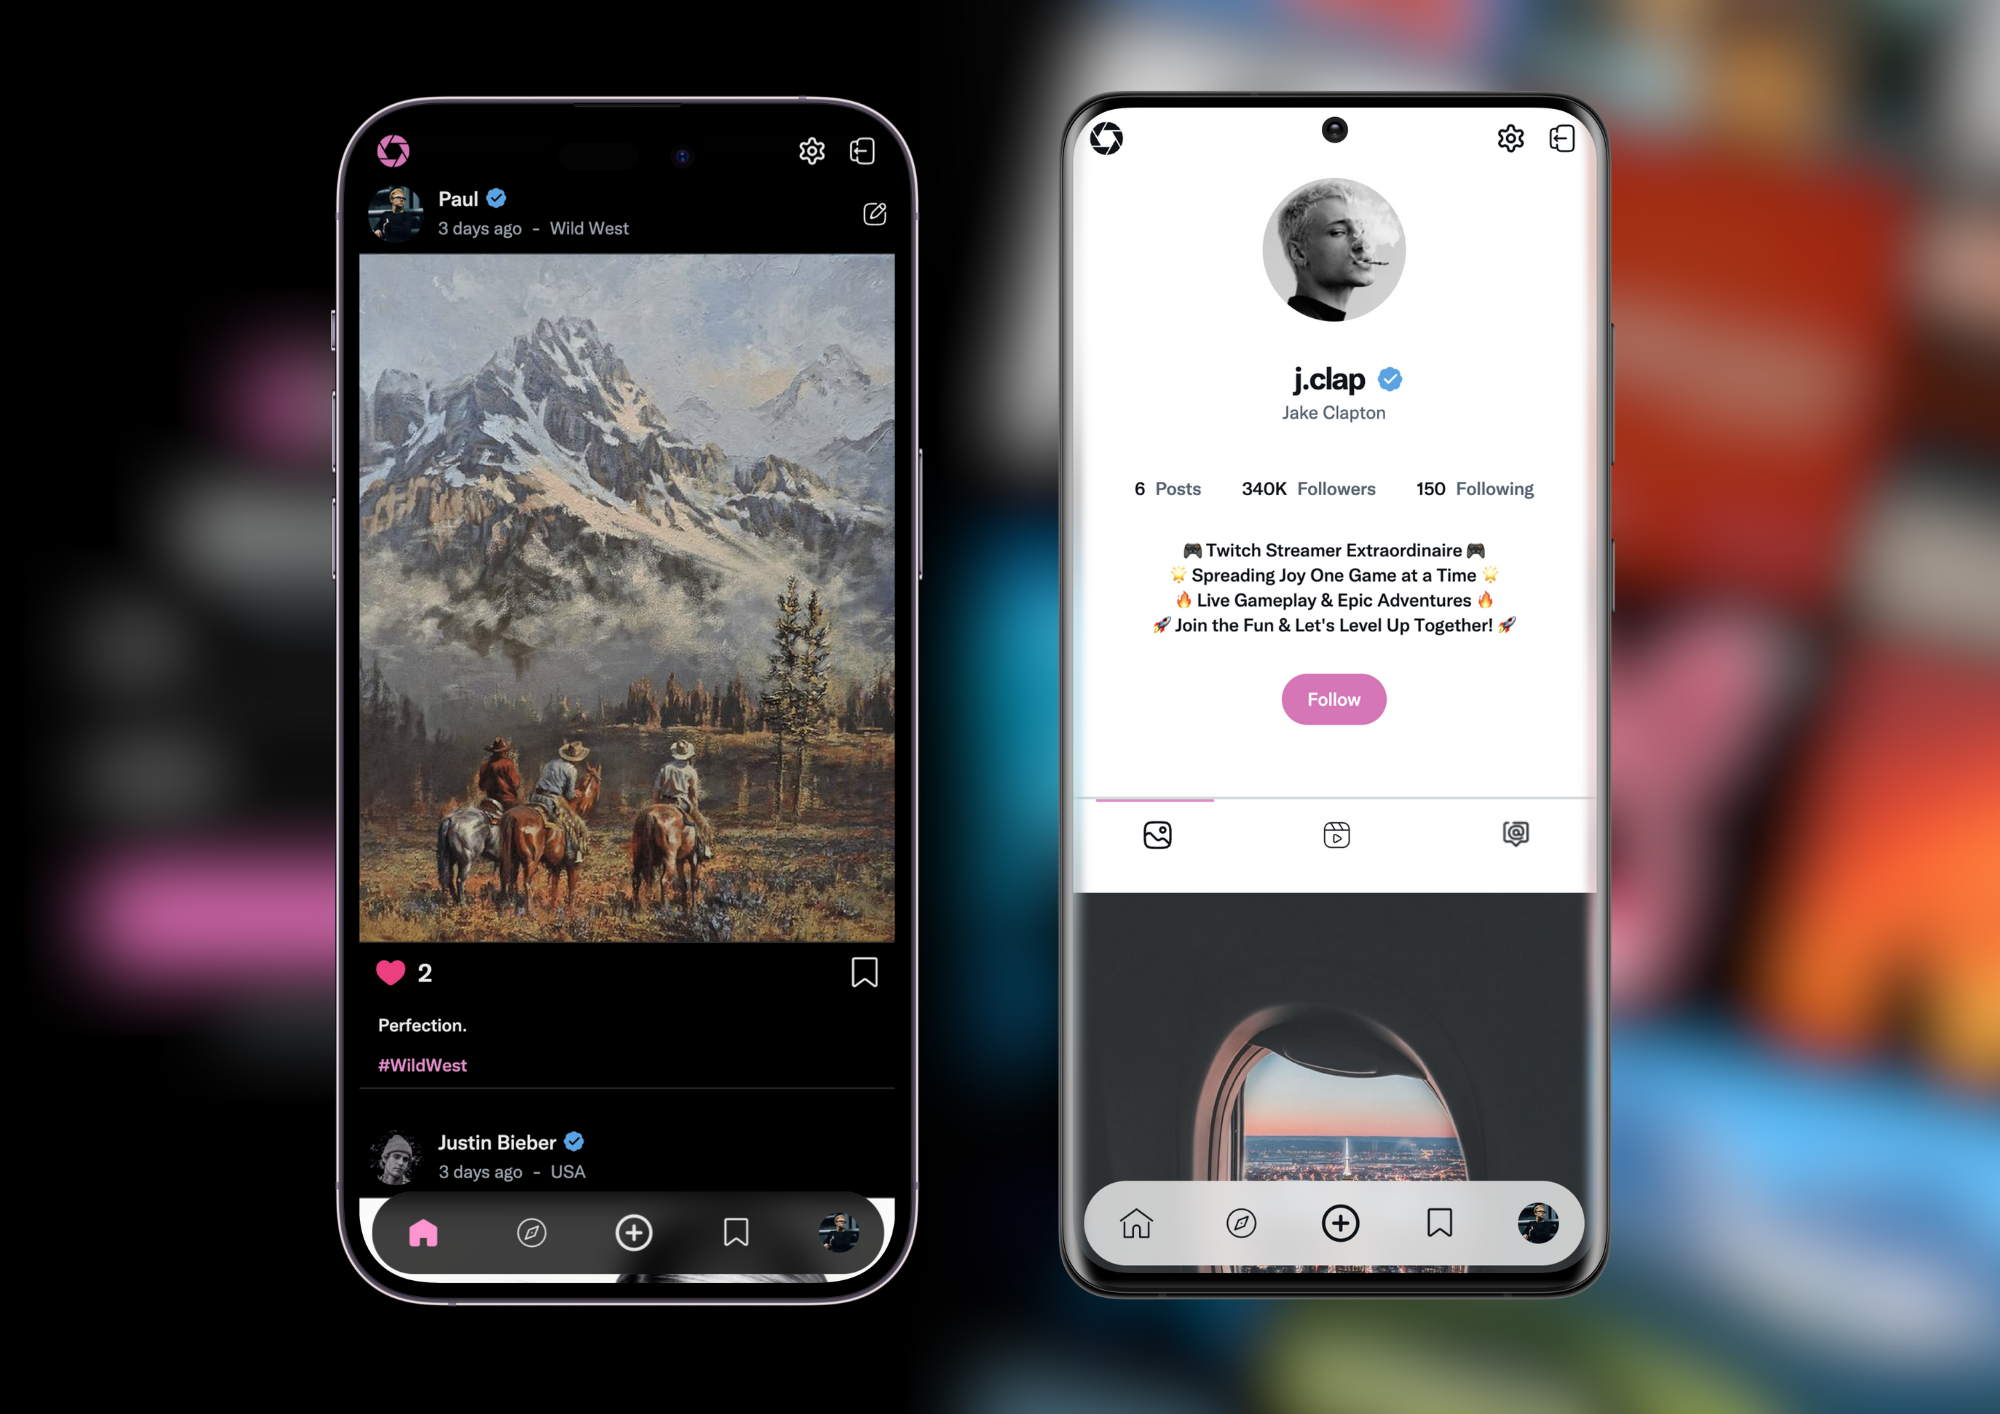 Paul
3 days ago - Wild West
2
Perfection.
#WildWest
Justin Bieber
3 days ago - USA
j.clap
Jake Clapton
6 Posts 340K Followers 150 Following
🎮 Twitch Streamer Extraordinaire 🎮
🌟 Spreading Joy One Game at a Time 🌟
🔥 Live Gameplay & Epic Adventures 🔥
🚀 Join the Fun & Let's Level Up Together! 🚀
Follow